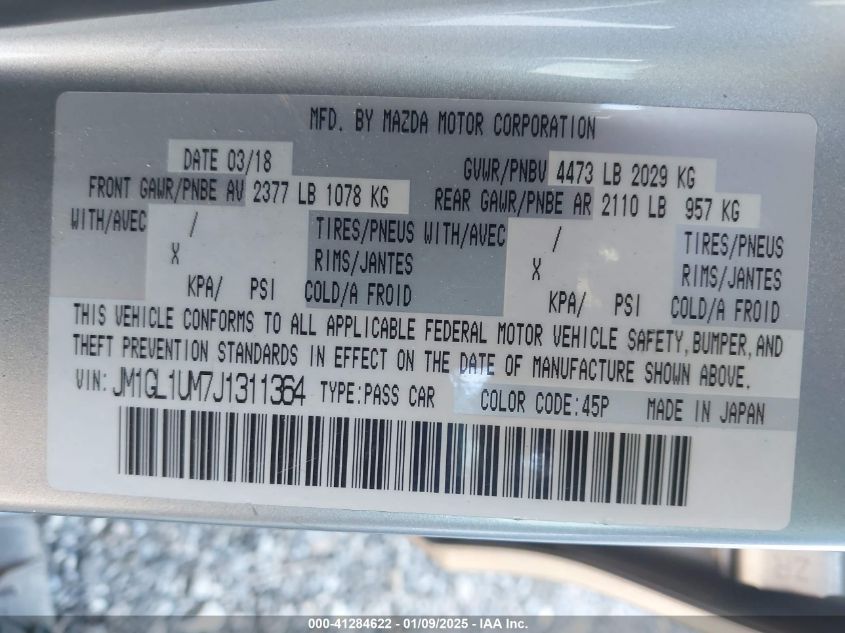 MFD. BY MAZDA MOTOR CORPORATION
DATE 03/18 GVWR/PNBV 4473 LB 2029 KG
FRONT GAWR/PNBE AV 2377 LB 1078 KG REAR GAWR/PNBE AR 2110 LB 957 KG
WITH/AVEC / TIRES/PNEUS WITH/AVEC / TIRES/PNEUS
X RIMS/JANTES X RIMS/JANTES
KPA/ PSI COLD/A FROID KPA/ PSI COLD/A FROID
THIS VEHICLE CONFORMS TO ALL APPLICABLE FEDERAL MOTOR VEHICLE SAFETY, BUMPER, AND
THEFT PREVENTION STANDARDS IN EFFECT ON THE DATE OF MANUFACTURE SHOWN ABOVE.
VIN: JM1GL1UM7J1311364 TYPE:PASS CAR COLOR CODE:45P MADE IN JAPAN
000-41284622 - 01/09/2025 - IAA Inc.